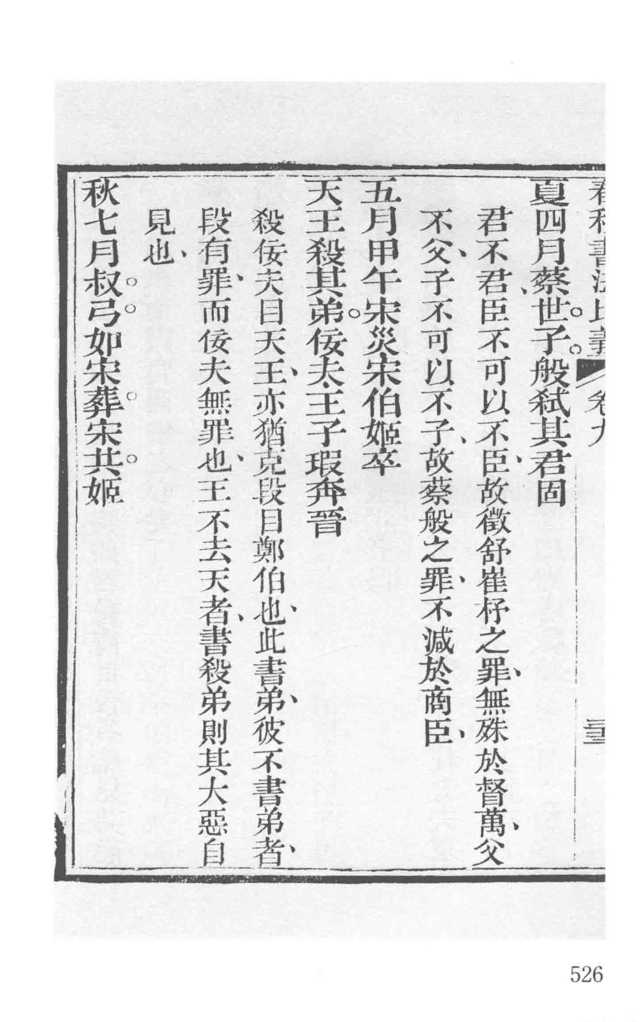 春秋書法比義 卷九 三
夏四月蔡世子般弒其君固
君不君臣不可以不臣故徵舒崔杼之罪無殊於督萬父
不父子不可以不子故蔡般之罪不減於商臣
五月甲午宋災宋伯姬卒
天王殺其弟佞夫王子瑕奔晉
殺佞夫目天王亦猶克段目鄭伯也此書弟彼不書弟者
段有罪而佞夫無罪也王不去天者書殺弟則其大惡自
見也
秋七月叔弓如宋葬宋共姬
526